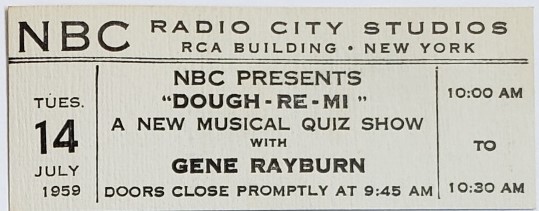 NBC RADIO CITY STUDIOS
RCA BUILDING • NEW YORK
TUES.
14
JULY
1959
NBC PRESENTS
"DOUGH-RE-MI"
A NEW MUSICAL QUIZ SHOW
WITH
GENE RAYBURN
DOORS CLOSE PROMPTLY AT 9:45 AM
10:00 AM
TO
10:30 AM